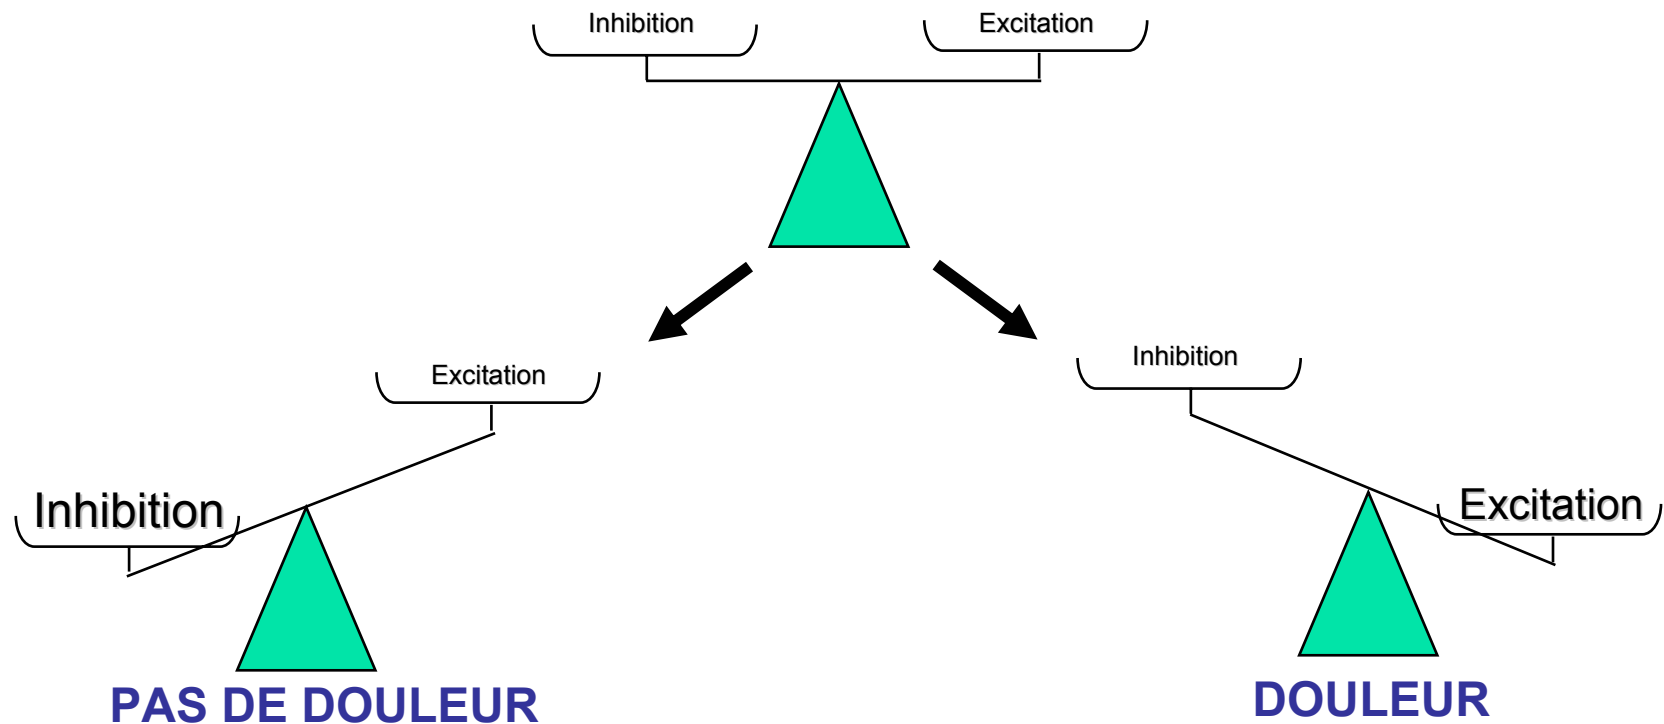 Inhibition
Excitation
Excitation
Inhibition
Inhibition
Excitation
PAS DE DOULEUR
DOULEUR